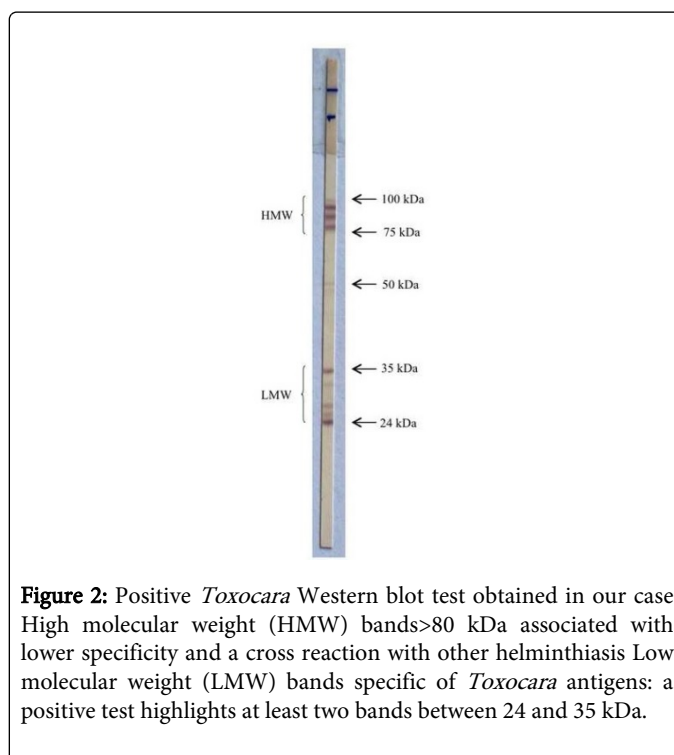 100 kDa
HMW
75 kDa
50 kDa
35 kDa
LMW
24 kDa
Figure 2: Positive Toxocara Western blot test obtained in our case
High molecular weight (HMW) bands>80 kDa associated with
lower specificity and a cross reaction with other helminthiasis Low
molecular weight (LMW) bands specific of Toxocara antigens: a
positive test highlights at least two bands between 24 and 35 kDa.